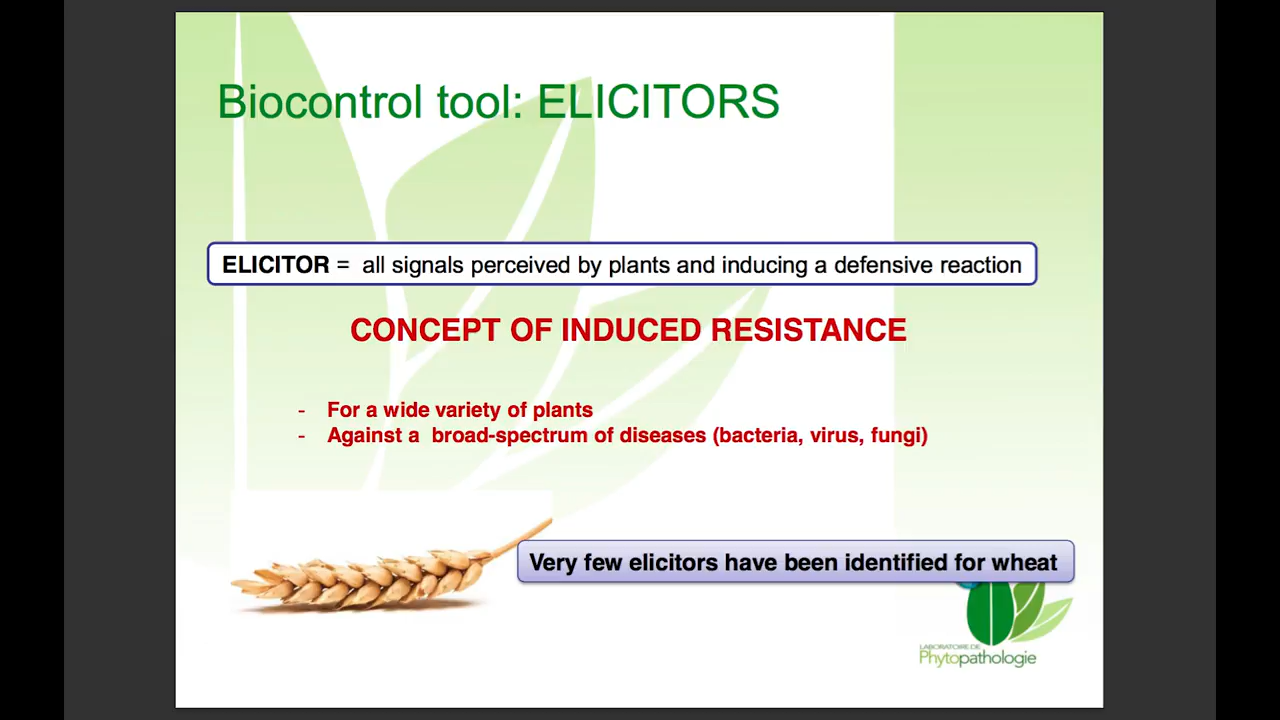 Biocontrol tool: ELICITORS
ELICITOR = all signals perceived by plants and inducing a defensive reaction
CONCEPT OF INDUCED RESISTANCE
- For a wide variety of plants
- Against a broad-spectrum of diseases (bacteria, virus, fungi)
Very few elicitors have been identified for wheat
LABORATOIRE DE
Phytopathologie